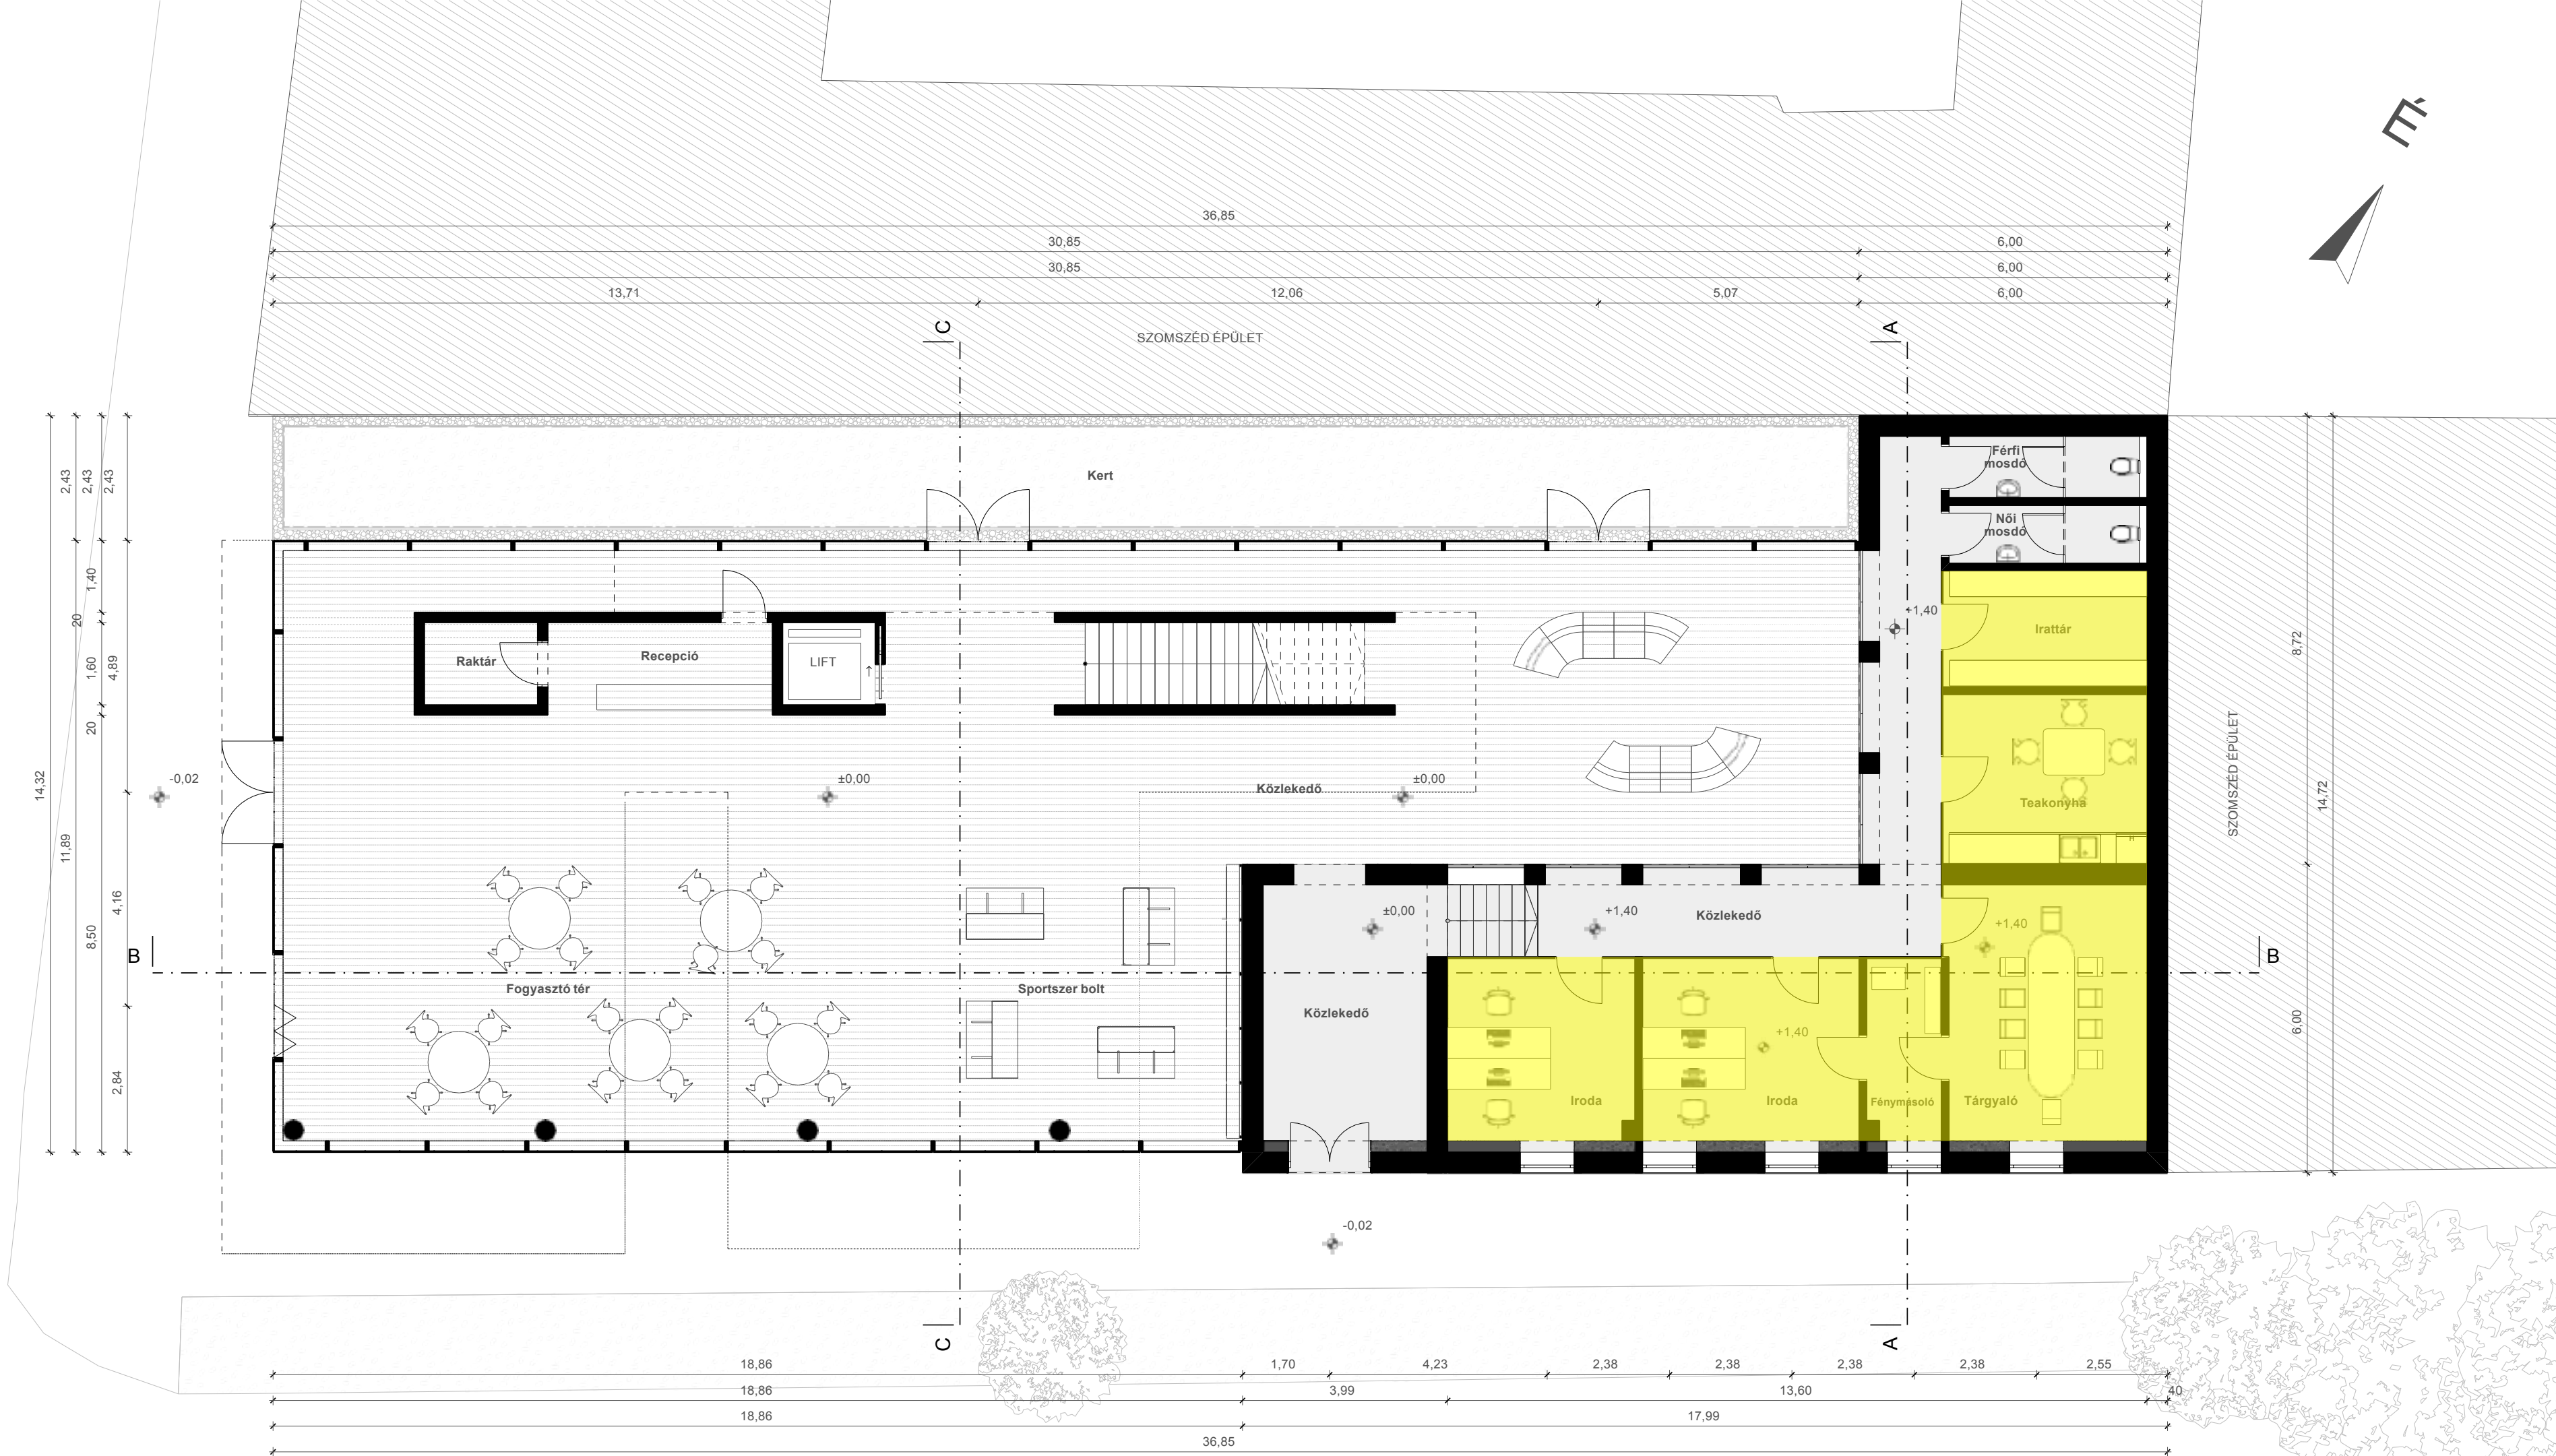 É
36,85
30,85
6,00
30,85
6,00
13,71
12,06
5,07
6,00
C
A
SZOMSZÉD ÉPÜLET
Férfi
mosdó
Kert
2,43
2,43
2,43
Női
mosdó
1,40
+1,40
20
Irattár
Raktár
Recepció
LIFT
1,60
4,89
8,72
20
-0,02
±0,00
±0,00
Közlekedő
Teakonyha
H
SZOMSZÉD ÉPÜLET
14,32
14,72
11,89
4,16
8,50
±0,00
+1,40
Közlekedő
+1,40
B
B
Fogyasztó tér
Sportszer bolt
Közlekedő
+1,40
6,00
2,84
Iroda
Iroda
Fénymásoló
Tárgyaló
-0,02
C
A
18,86
1,70
4,23
2,38
2,38
2,38
2,38
2,55
18,86
3,99
13,60
40
18,86
17,99
36,85